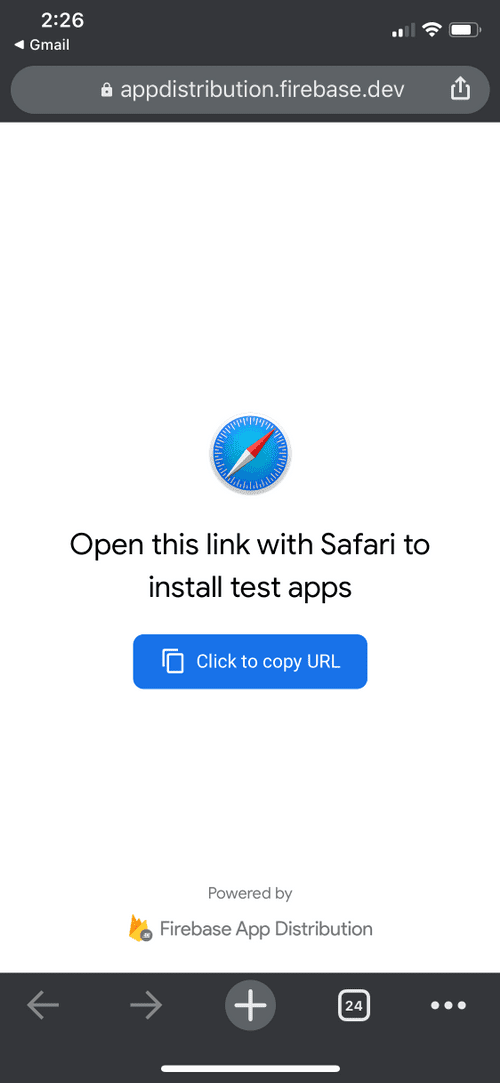 2:26
◀ Gmail
appdistribution.firebase.dev
Open this link with Safari to
install test apps
Click to copy URL
Powered by
Firebase App Distribution
24